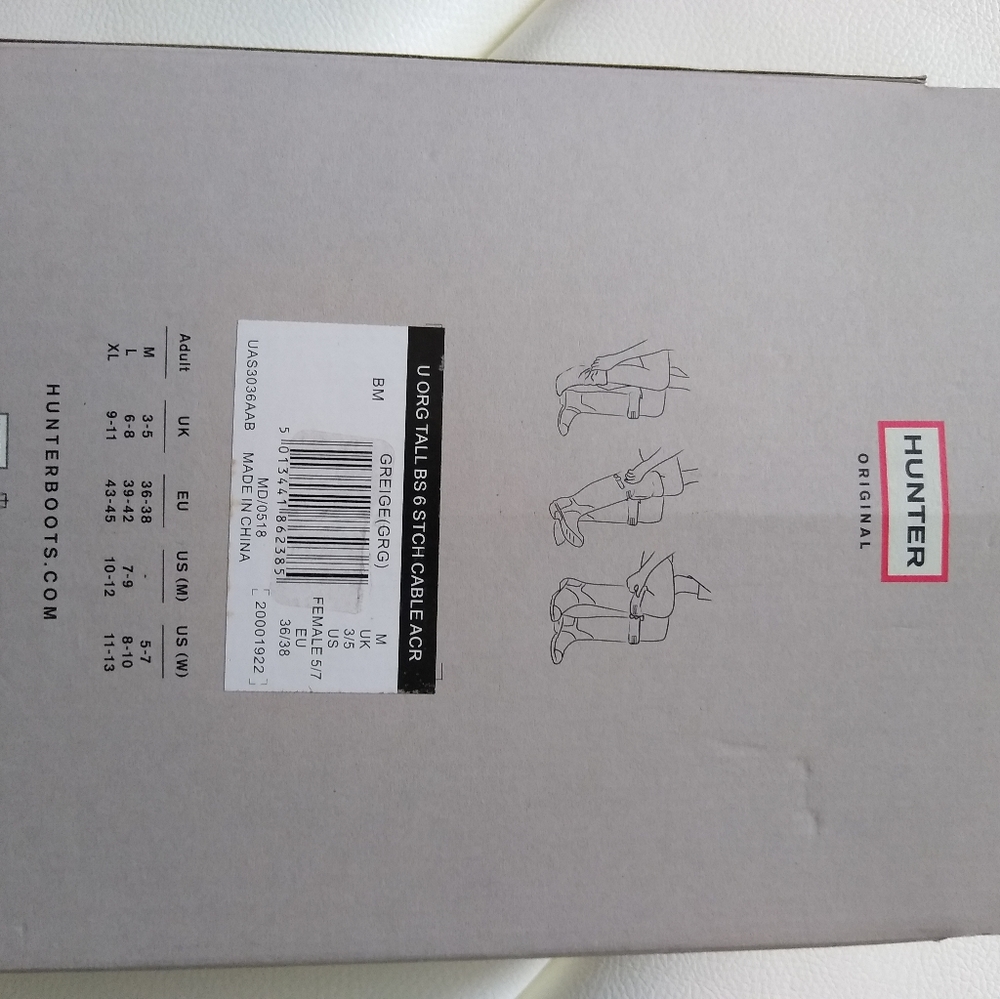 HUNTER
ORIGINAL
U ORG TALL BS 6 STCH CABLE ACR
BM GREIGE(GRG) M
UK
3/5
US
FEMALE 5/7
EU
36/38
5 013441 862385
MD/0518
UAS3036AAB MADE IN CHINA 20001922
Adult UK EU US (M) US (W)
M 3-5 36-38 - 5-7
L 6-8 39-42 7-9 8-10
XL 9-11 43-45 10-12 11-13
HUNTERBOOTS.COM